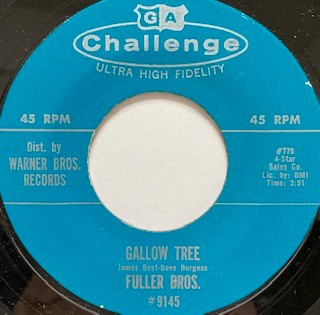 GA
Challenge
ULTRA HIGH FIDELITY
45 RPM
45 RPM
Dist. by
WARNER BROS.
RECORDS
#779
4-Star
Sales Co.
Lic. by: BMI
Time: 2:51
GALLOW TREE
James Best-Dave Burgess
FULLER BROS.
#9145